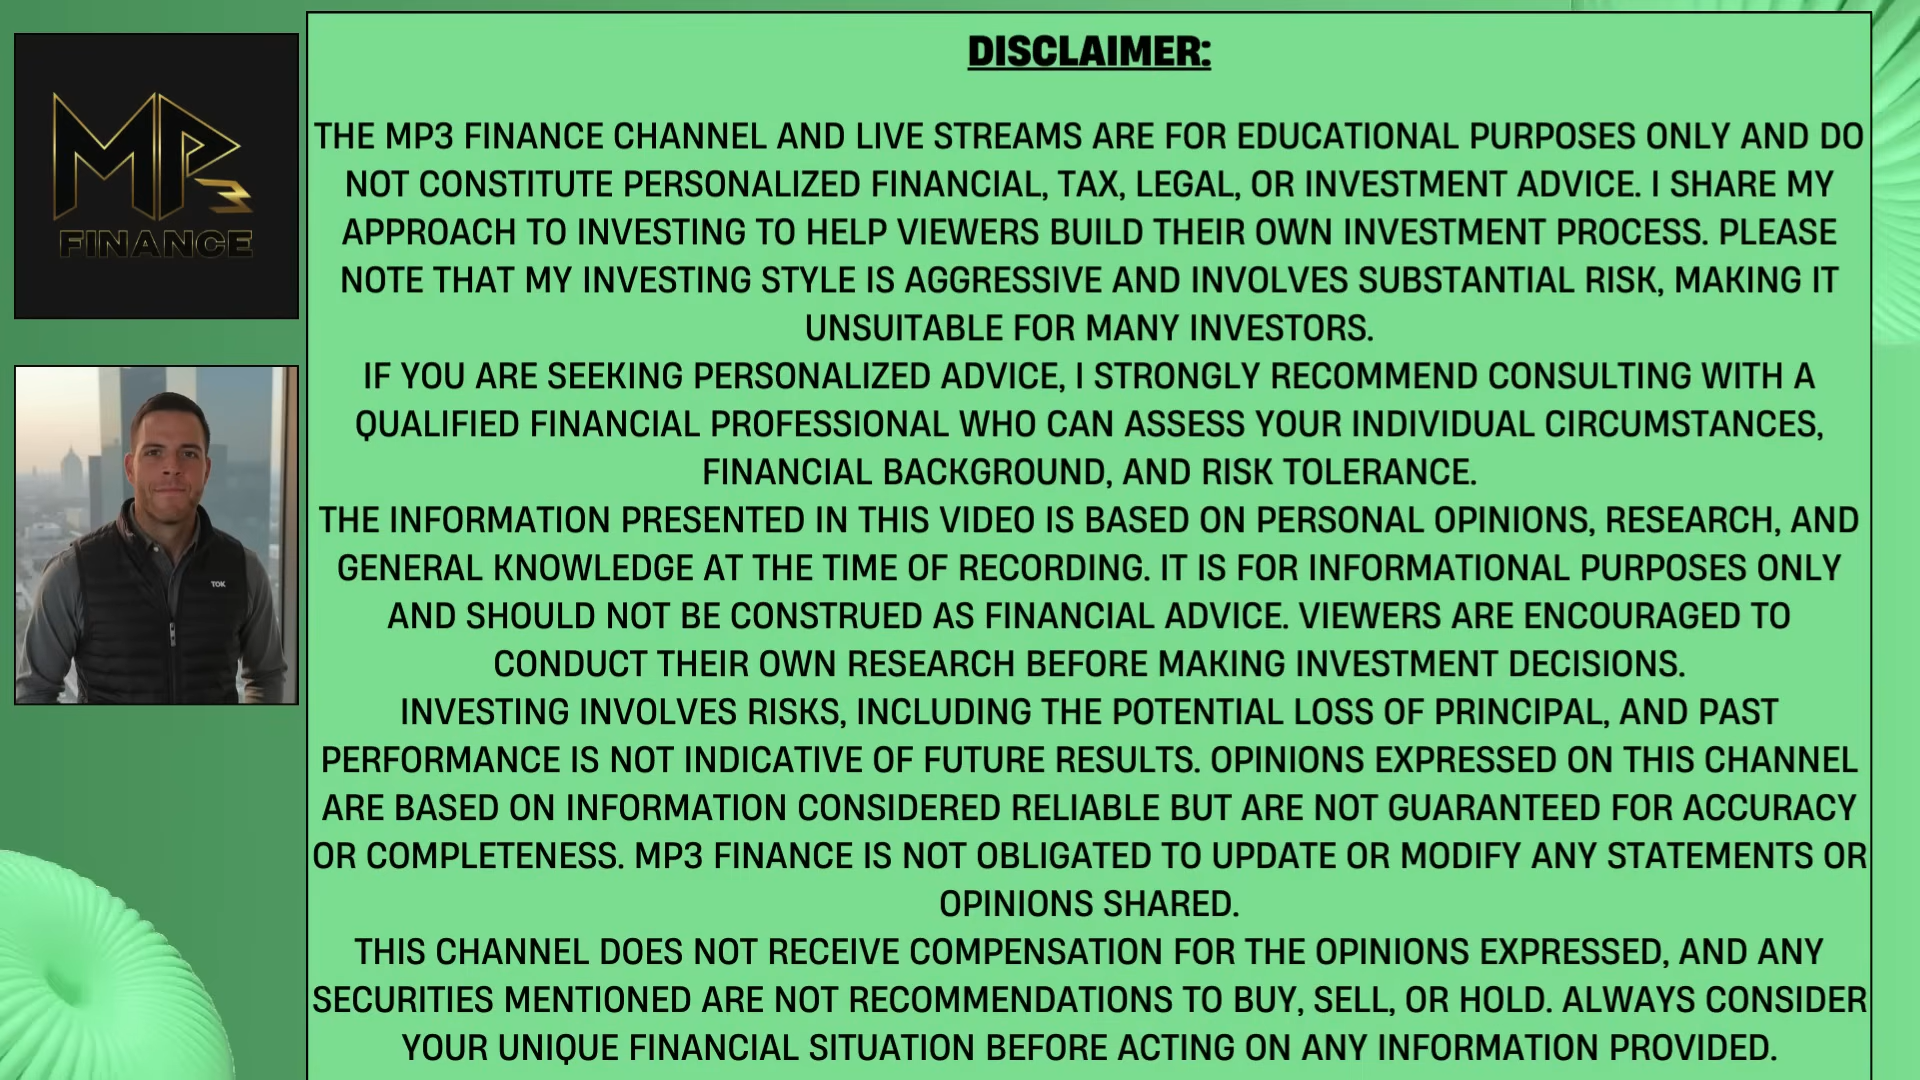 MP3
FINANCE
TOK
DISCLAIMER:
THE MP3 FINANCE CHANNEL AND LIVE STREAMS ARE FOR EDUCATIONAL PURPOSES ONLY AND DO
NOT CONSTITUTE PERSONALIZED FINANCIAL, TAX, LEGAL, OR INVESTMENT ADVICE. I SHARE MY
APPROACH TO INVESTING TO HELP VIEWERS BUILD THEIR OWN INVESTMENT PROCESS. PLEASE
NOTE THAT MY INVESTING STYLE IS AGGRESSIVE AND INVOLVES SUBSTANTIAL RISK, MAKING IT
UNSUITABLE FOR MANY INVESTORS.
IF YOU ARE SEEKING PERSONALIZED ADVICE, I STRONGLY RECOMMEND CONSULTING WITH A
QUALIFIED FINANCIAL PROFESSIONAL WHO CAN ASSESS YOUR INDIVIDUAL CIRCUMSTANCES,
FINANCIAL BACKGROUND, AND RISK TOLERANCE.
THE INFORMATION PRESENTED IN THIS VIDEO IS BASED ON PERSONAL OPINIONS, RESEARCH, AND
GENERAL KNOWLEDGE AT THE TIME OF RECORDING. IT IS FOR INFORMATIONAL PURPOSES ONLY
AND SHOULD NOT BE CONSTRUED AS FINANCIAL ADVICE. VIEWERS ARE ENCOURAGED TO
CONDUCT THEIR OWN RESEARCH BEFORE MAKING INVESTMENT DECISIONS.
INVESTING INVOLVES RISKS, INCLUDING THE POTENTIAL LOSS OF PRINCIPAL, AND PAST
PERFORMANCE IS NOT INDICATIVE OF FUTURE RESULTS. OPINIONS EXPRESSED ON THIS CHANNEL
ARE BASED ON INFORMATION CONSIDERED RELIABLE BUT ARE NOT GUARANTEED FOR ACCURACY
OR COMPLETENESS. MP3 FINANCE IS NOT OBLIGATED TO UPDATE OR MODIFY ANY STATEMENTS OR
OPINIONS SHARED.
THIS CHANNEL DOES NOT RECEIVE COMPENSATION FOR THE OPINIONS EXPRESSED, AND ANY
SECURITIES MENTIONED ARE NOT RECOMMENDATIONS TO BUY, SELL, OR HOLD. ALWAYS CONSIDER
YOUR UNIQUE FINANCIAL SITUATION BEFORE ACTING ON ANY INFORMATION PROVIDED.